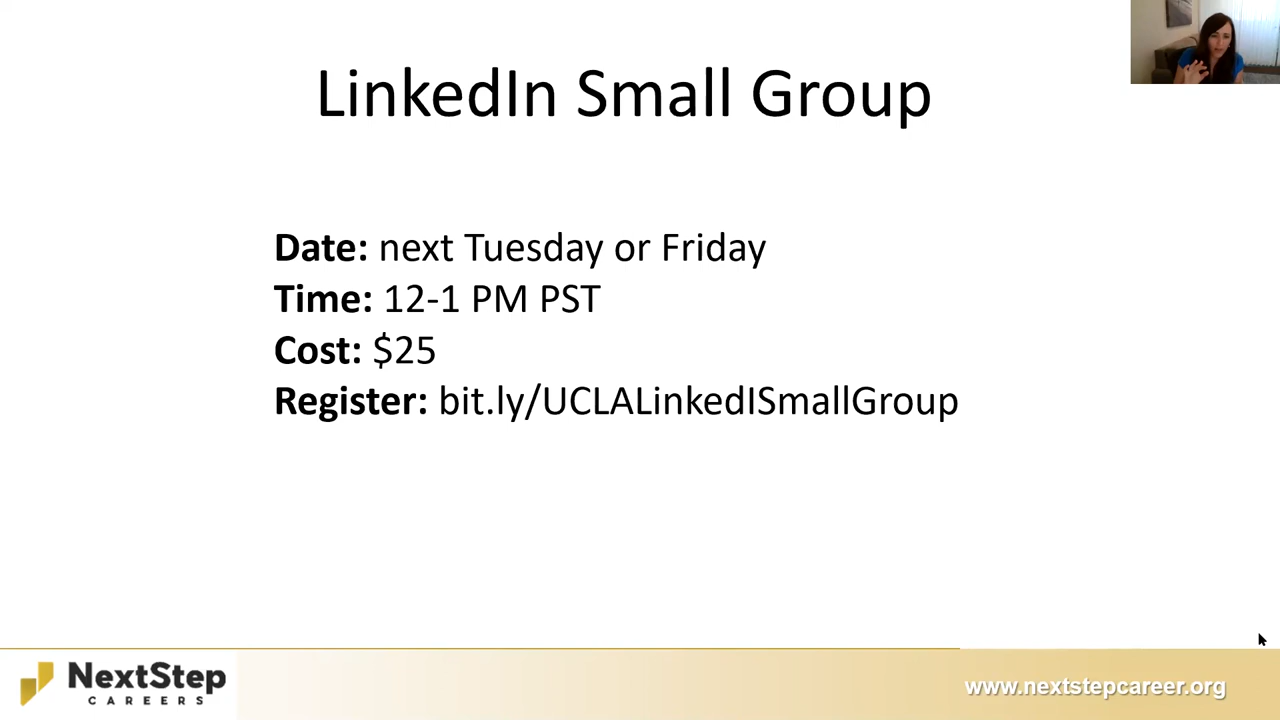 LinkedIn Small Group
Date: next Tuesday or Friday
Time: 12-1 PM PST
Cost: $25
Register: bit.ly/UCLALinkedISmallGroup
NextStep
CAREERS
www.nextstepcareer.org